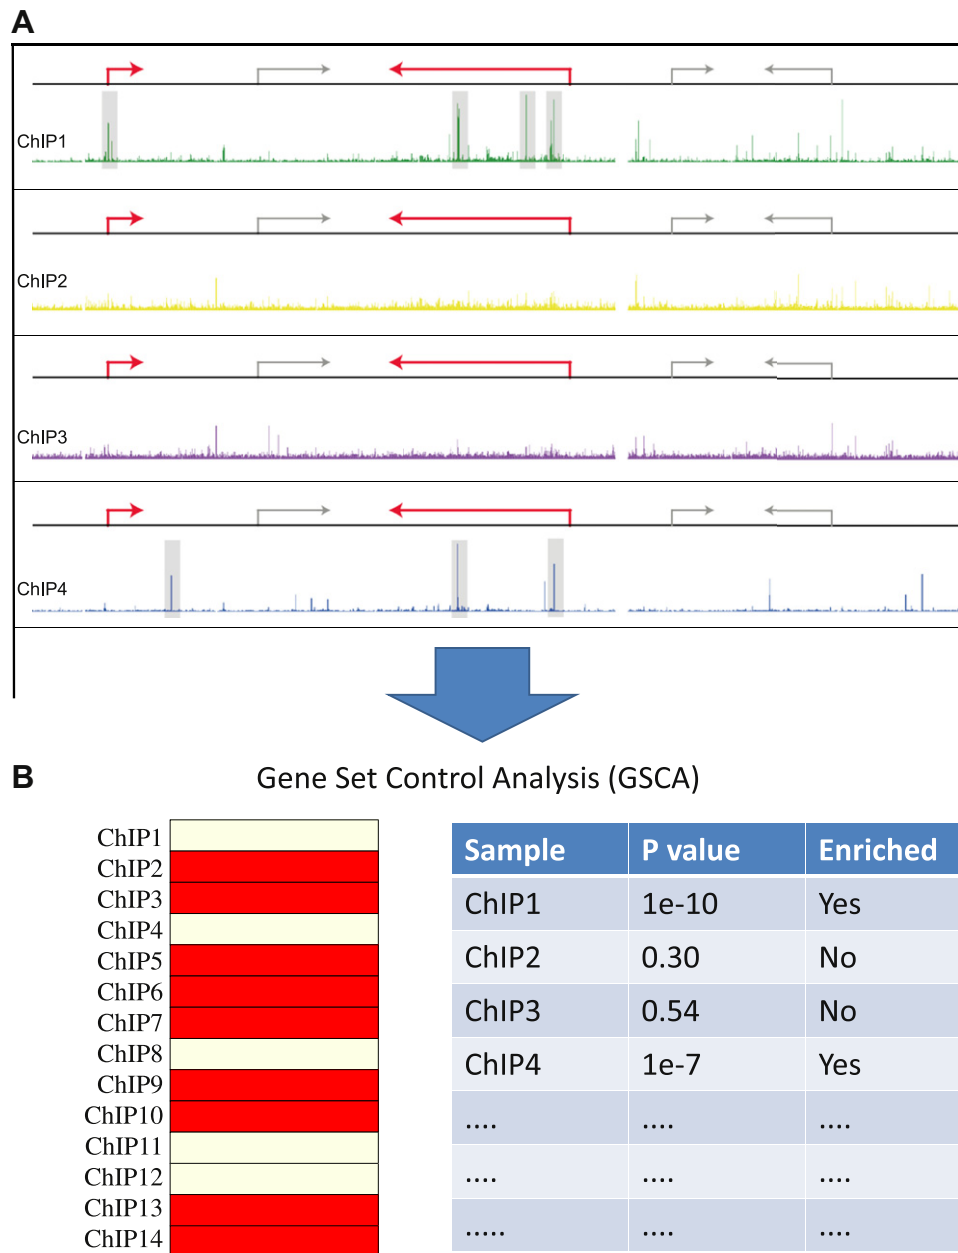 A
ChIP1
ChIP2
ChIP3
ChIP4
B
Gene Set Control Analysis (GSCA)
ChIP1
ChIP2
ChIP3
ChIP4
ChIP5
ChIP6
ChIP7
ChIP8
ChIP9
ChIP10
ChIP11
ChIP12
ChIP13
ChIP14
Sample P value Enriched
ChIP1 1e-10 Yes
ChIP2 0.30 No
ChIP3 0.54 No
ChIP4 1e-7 Yes
.... .... ....
.... .... ....
..... .... ....